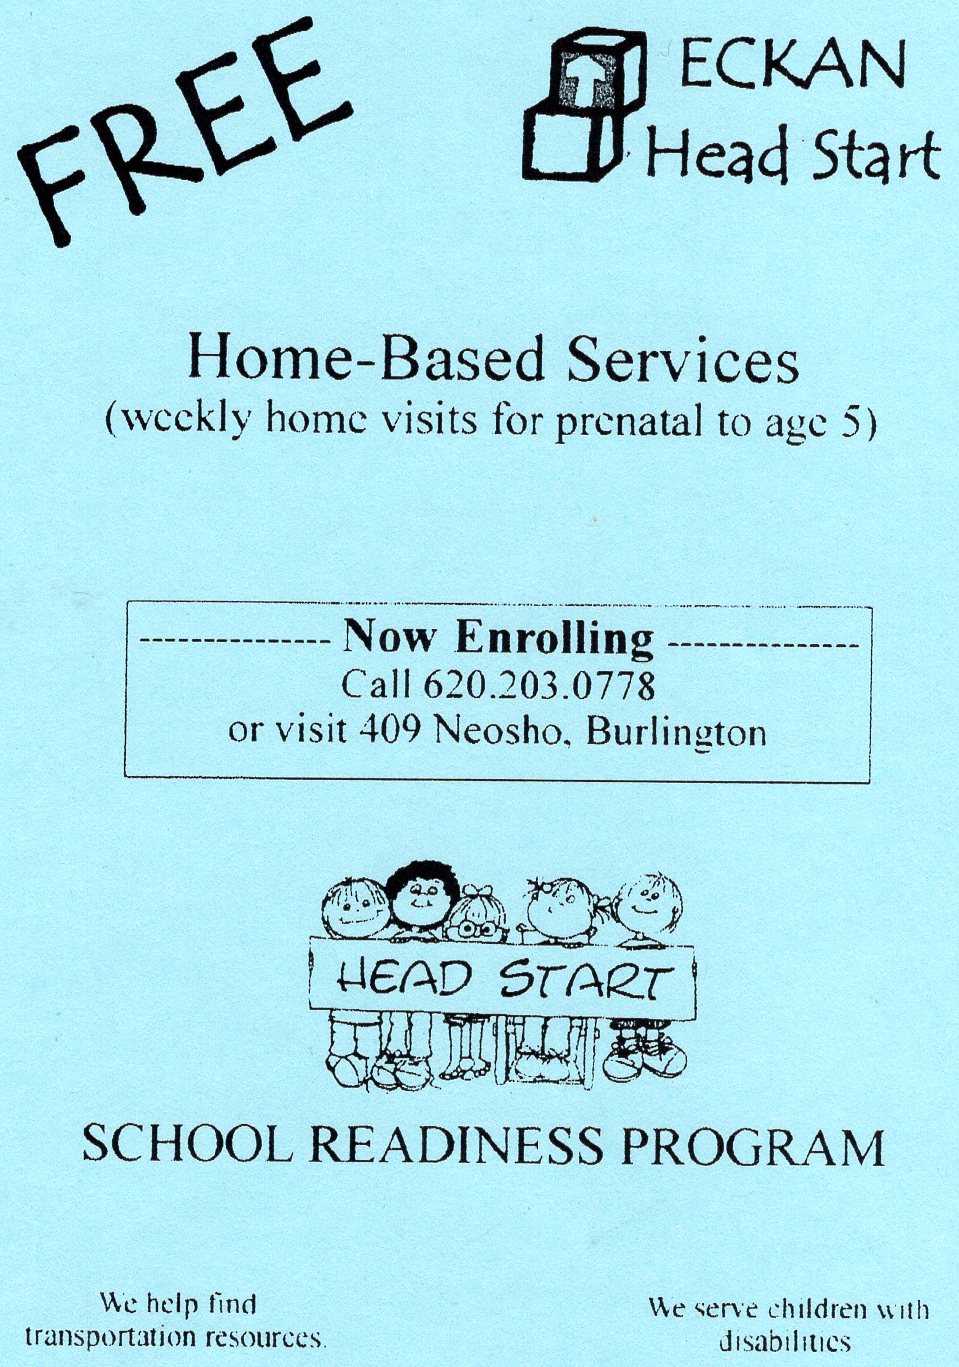 FREE
ECKAN
Head Start
Home-Based Services
(weekly home visits for prenatal to age 5)
--------------- Now Enrolling ---------------
Call 620.203.0778
or visit 409 Neosho, Burlington
HEAD START
SCHOOL READINESS PROGRAM
We help find
transportation resources.
We serve children with
disabilities